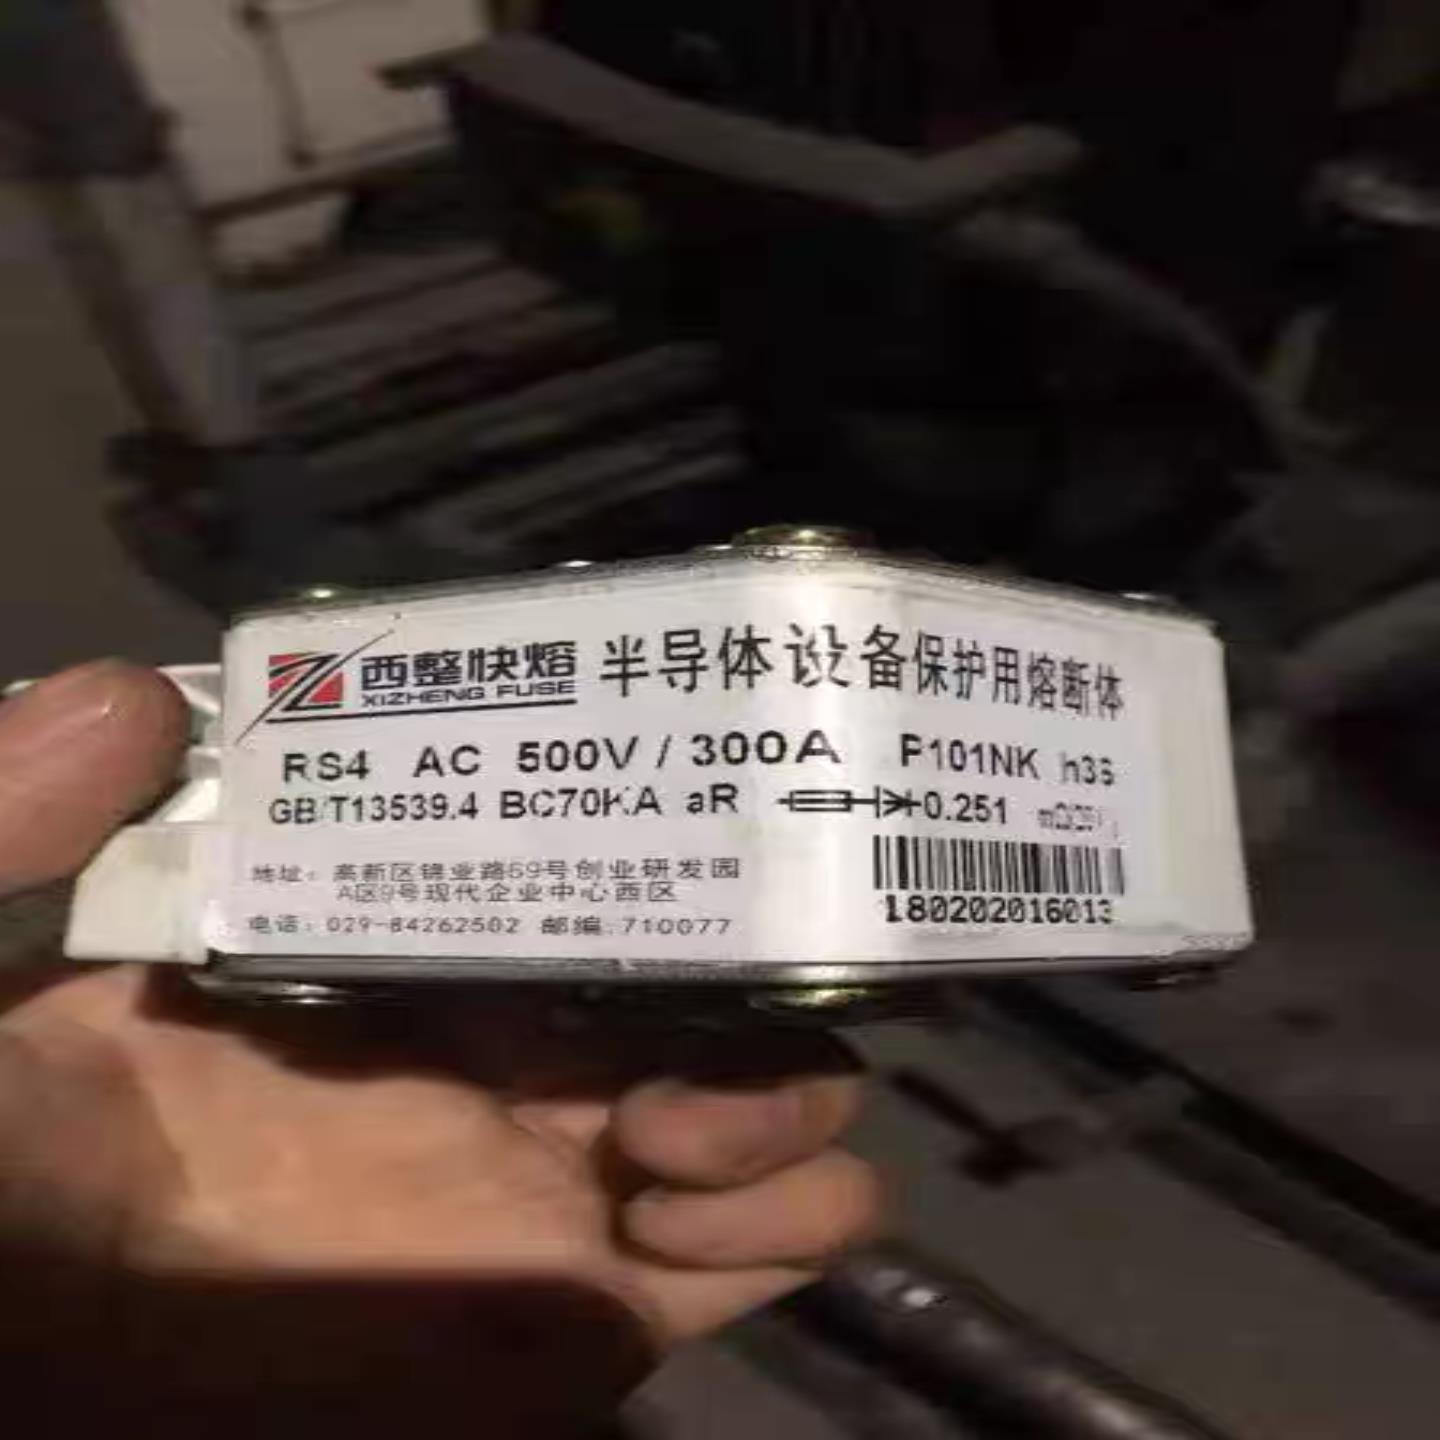 西整快熔 半导体设备保护用熔断体
XIZHENG FUSE
RS4 AC 500V / 300A P101NK h3s
GB/T13539.4 BC70KA aR 0.251
地址：高新区锦业路69号创业研发园
A区9号现代企业中心西区
电话：029-84262502 邮编:710077
180202016013